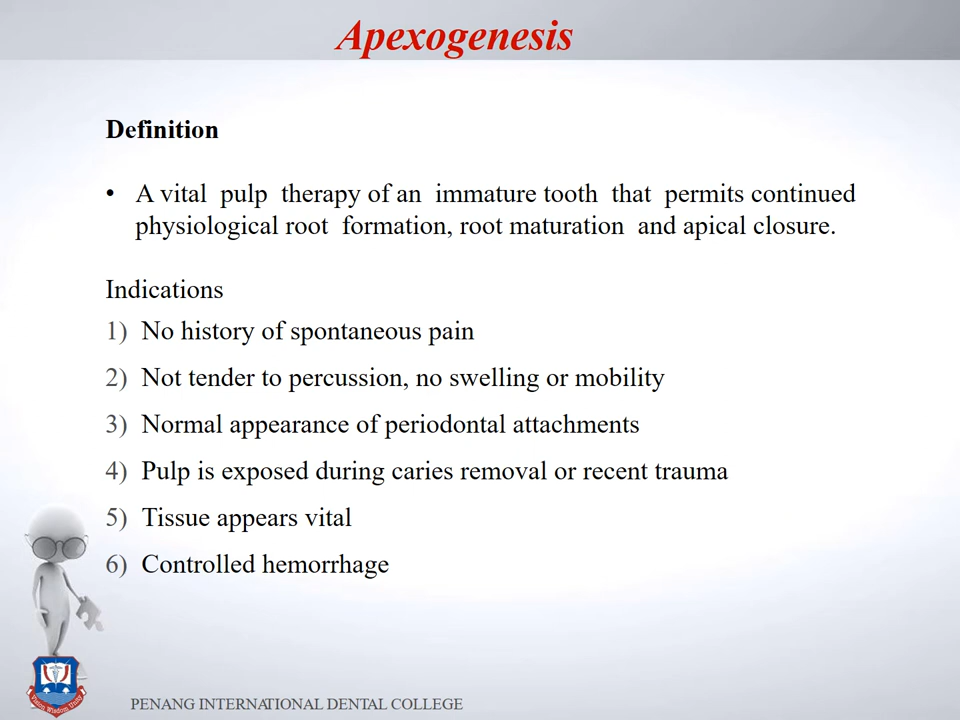 Apexogenesis
Definition
• A vital pulp therapy of an immature tooth that permits continued
physiological root formation, root maturation and apical closure.
Indications
1) No history of spontaneous pain
2) Not tender to percussion, no swelling or mobility
3) Normal appearance of periodontal attachments
4) Pulp is exposed during caries removal or recent trauma
5) Tissue appears vital
6) Controlled hemorrhage
Vision Wisdom Unity
PENANG INTERNATIONAL DENTAL COLLEGE